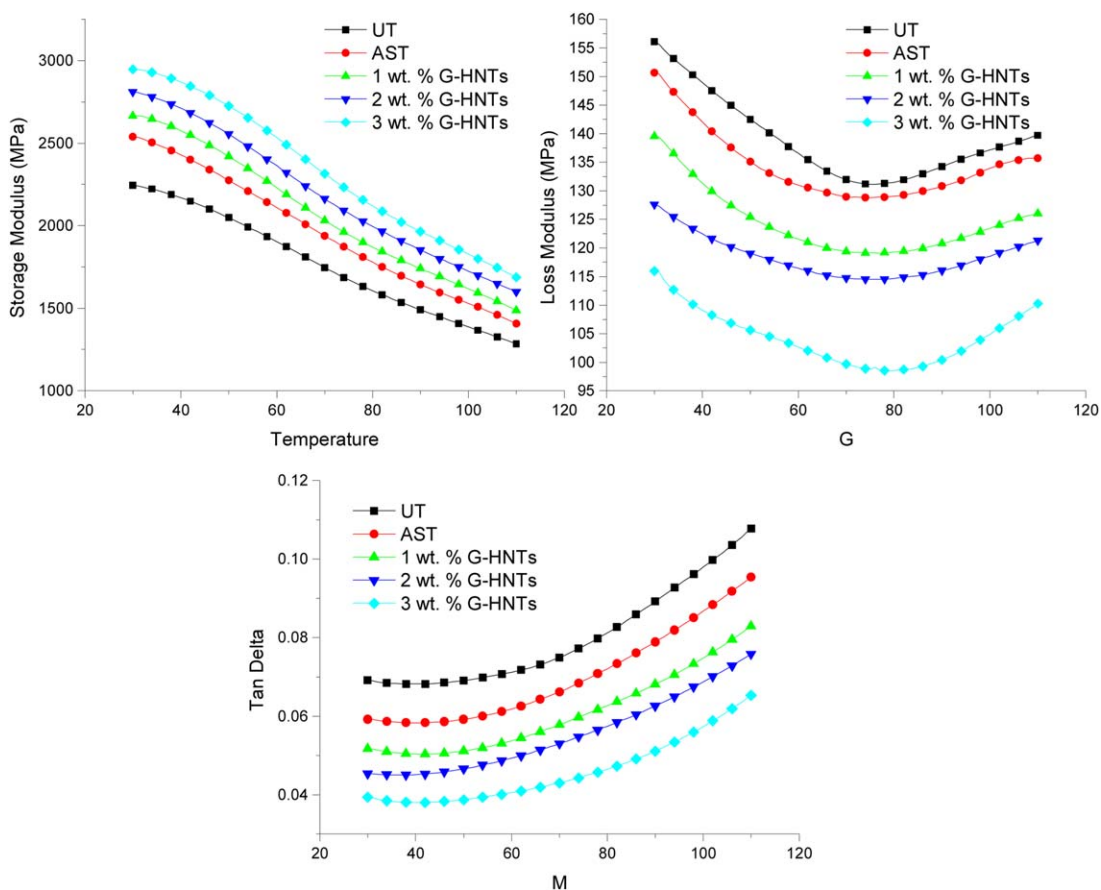 UT
AST
1 wt. % G-HNTs
2 wt. % G-HNTs
3 wt. % G-HNTs
3000
2500
2000
1500
1000
Storage Modulus (MPa)
20 40 60 80 100 120
Temperature
UT
AST
1 wt. % G-HNTs
2 wt. % G-HNTs
3 wt. % G-HNTs
160
155
150
145
140
135
130
125
120
115
110
105
100
95
Loss Modulus (MPa)
20 40 60 80 100 120
G
UT
AST
1 wt. % G-HNTs
2 wt. % G-HNTs
3 wt. % G-HNTs
0.12
0.10
0.08
0.06
0.04
Tan Delta
20 40 60 80 100 120
M